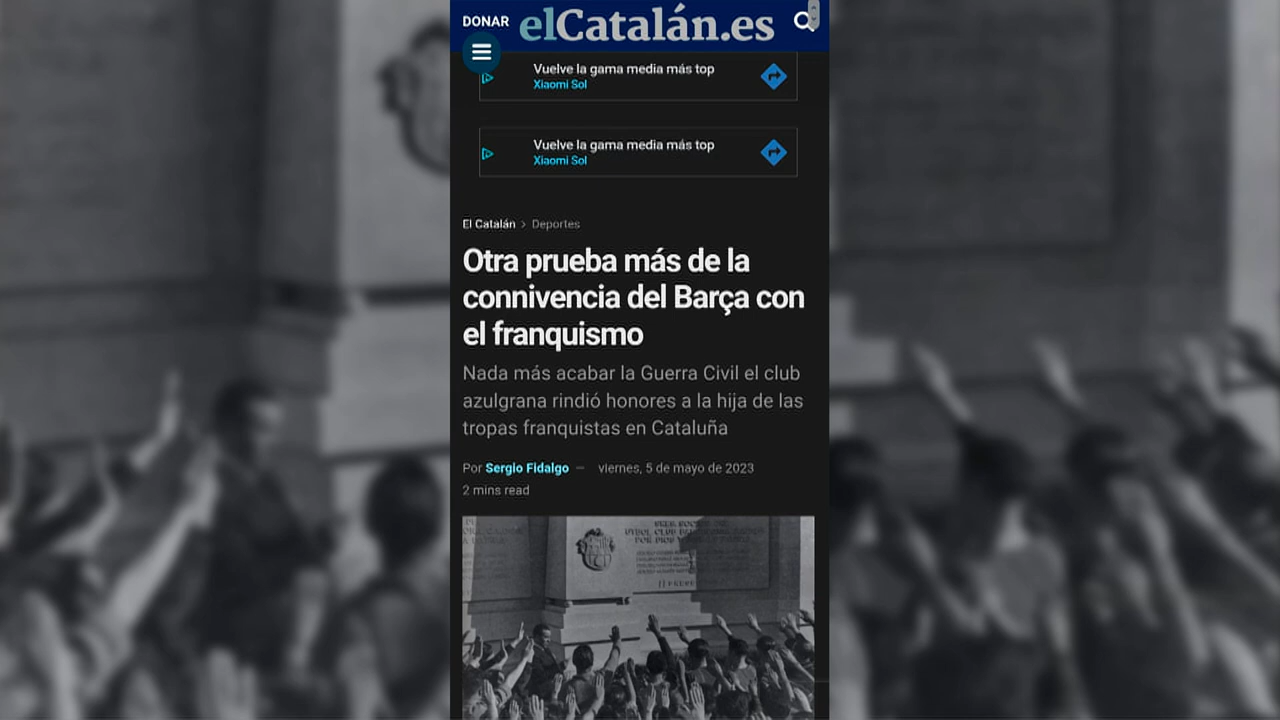 DONAR
elCatalán.es
Vuelve la gama media más top
Xiaomi Sol
Vuelve la gama media más top
Xiaomi Sol
El Catalán > Deportes
Otra prueba más de la
connivencia del Barça con
el franquismo
Nada más acabar la Guerra Civil el club
azulgrana rindió honores a la hija de las
tropas franquistas en Cataluña
Por Sergio Fidalgo — viernes, 5 de mayo de 2023
2 mins read